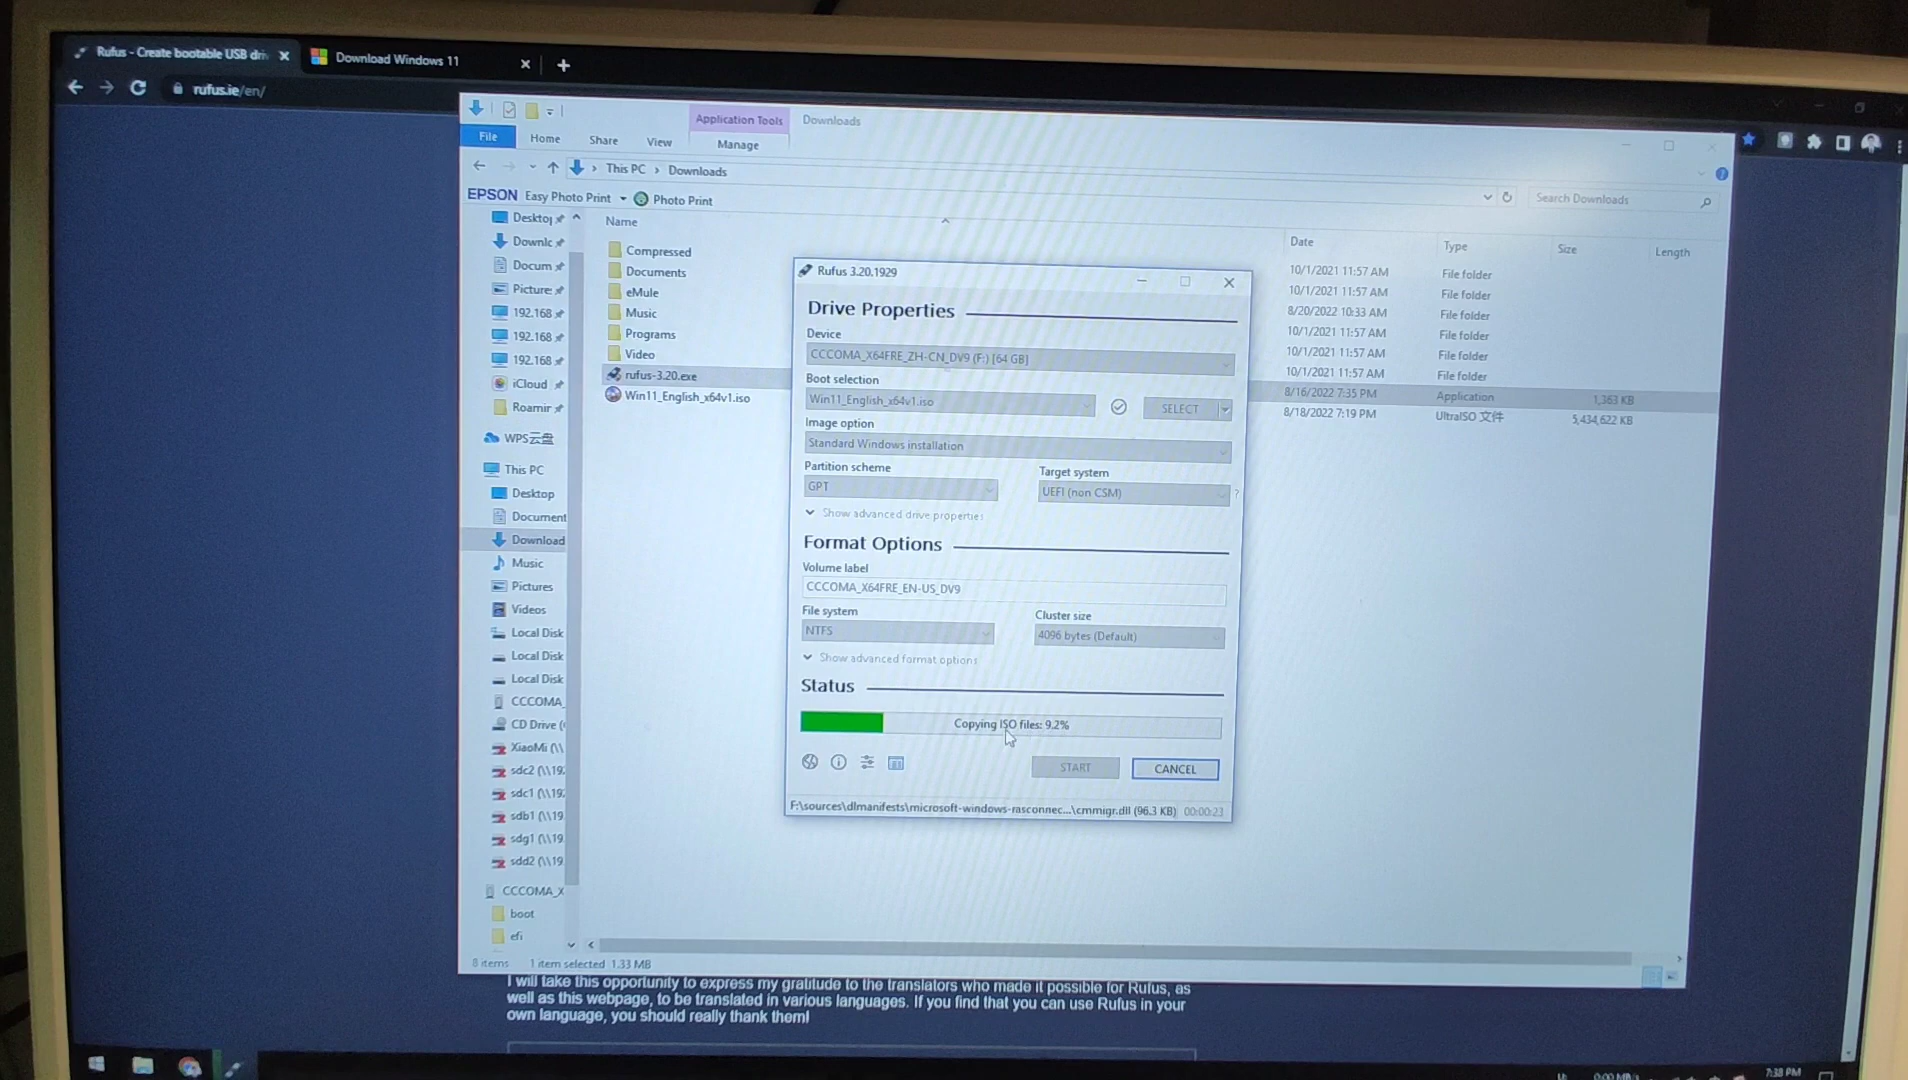 Rufus - Create bootable USB dri
Download Windows 11
rufus.ie/en/
Application Tools
Downloads
File
Home
Share
View
Manage
This PC > Downloads
Search Downloads
EPSON Easy Photo Print
Photo Print
Name
Date
Type
Size
Length
Desktop
Downlc
Docum
Picture
192.168
192.168
192.168
iCloud
Roamir
WPS云盘
This PC
Desktop
Document
Download
Music
Pictures
Videos
Local Disk
Local Disk
Local Disk
CCCOMA_
CD Drive (
XiaoMi (\\
sdc2 (\\19
sdc1 (\\19
sdb1 (\\19
sdg1 (\\19
sdd2 (\\19
CCCOMA_X
boot
efi
Compressed
Documents
eMule
Music
Programs
Video
rufus-3.20.exe
Win11_English_x64v1.iso
10/1/2021 11:57 AM File folder
10/1/2021 11:57 AM File folder
8/20/2022 10:33 AM File folder
10/1/2021 11:57 AM File folder
10/1/2021 11:57 AM File folder
10/1/2021 11:57 AM File folder
8/16/2022 7:35 PM Application 1,363 KB
8/18/2022 7:19 PM UltraISO 文件 5,434,622 KB
Rufus 3.20.1929
Drive Properties
Device
CCCOMA_X64FRE_ZH-CN_DV9 (F:) [64 GB]
Boot selection
Win11_English_x64v1.iso
SELECT
Image option
Standard Windows installation
Partition scheme
Target system
GPT
UEFI (non CSM)
?
Show advanced drive properties
Format Options
Volume label
CCCOMA_X64FRE_EN-US_DV9
File system
Cluster size
NTFS
4096 bytes (Default)
Show advanced format options
Status
Copying ISO files: 9.2%
START
CANCEL
F:\sources\dlmanifests\microsoft-windows-rasconnec...\cmmigr.dll (96.3 KB) 00:00:23
8 items
1 item selected 1.33 MB
I will take this opportunity to express my gratitude to the translators who made it possible for Rufus, as
well as this webpage, to be translated in various languages. If you find that you can use Rufus in your
own language, you should really thank them!
7:38 PM